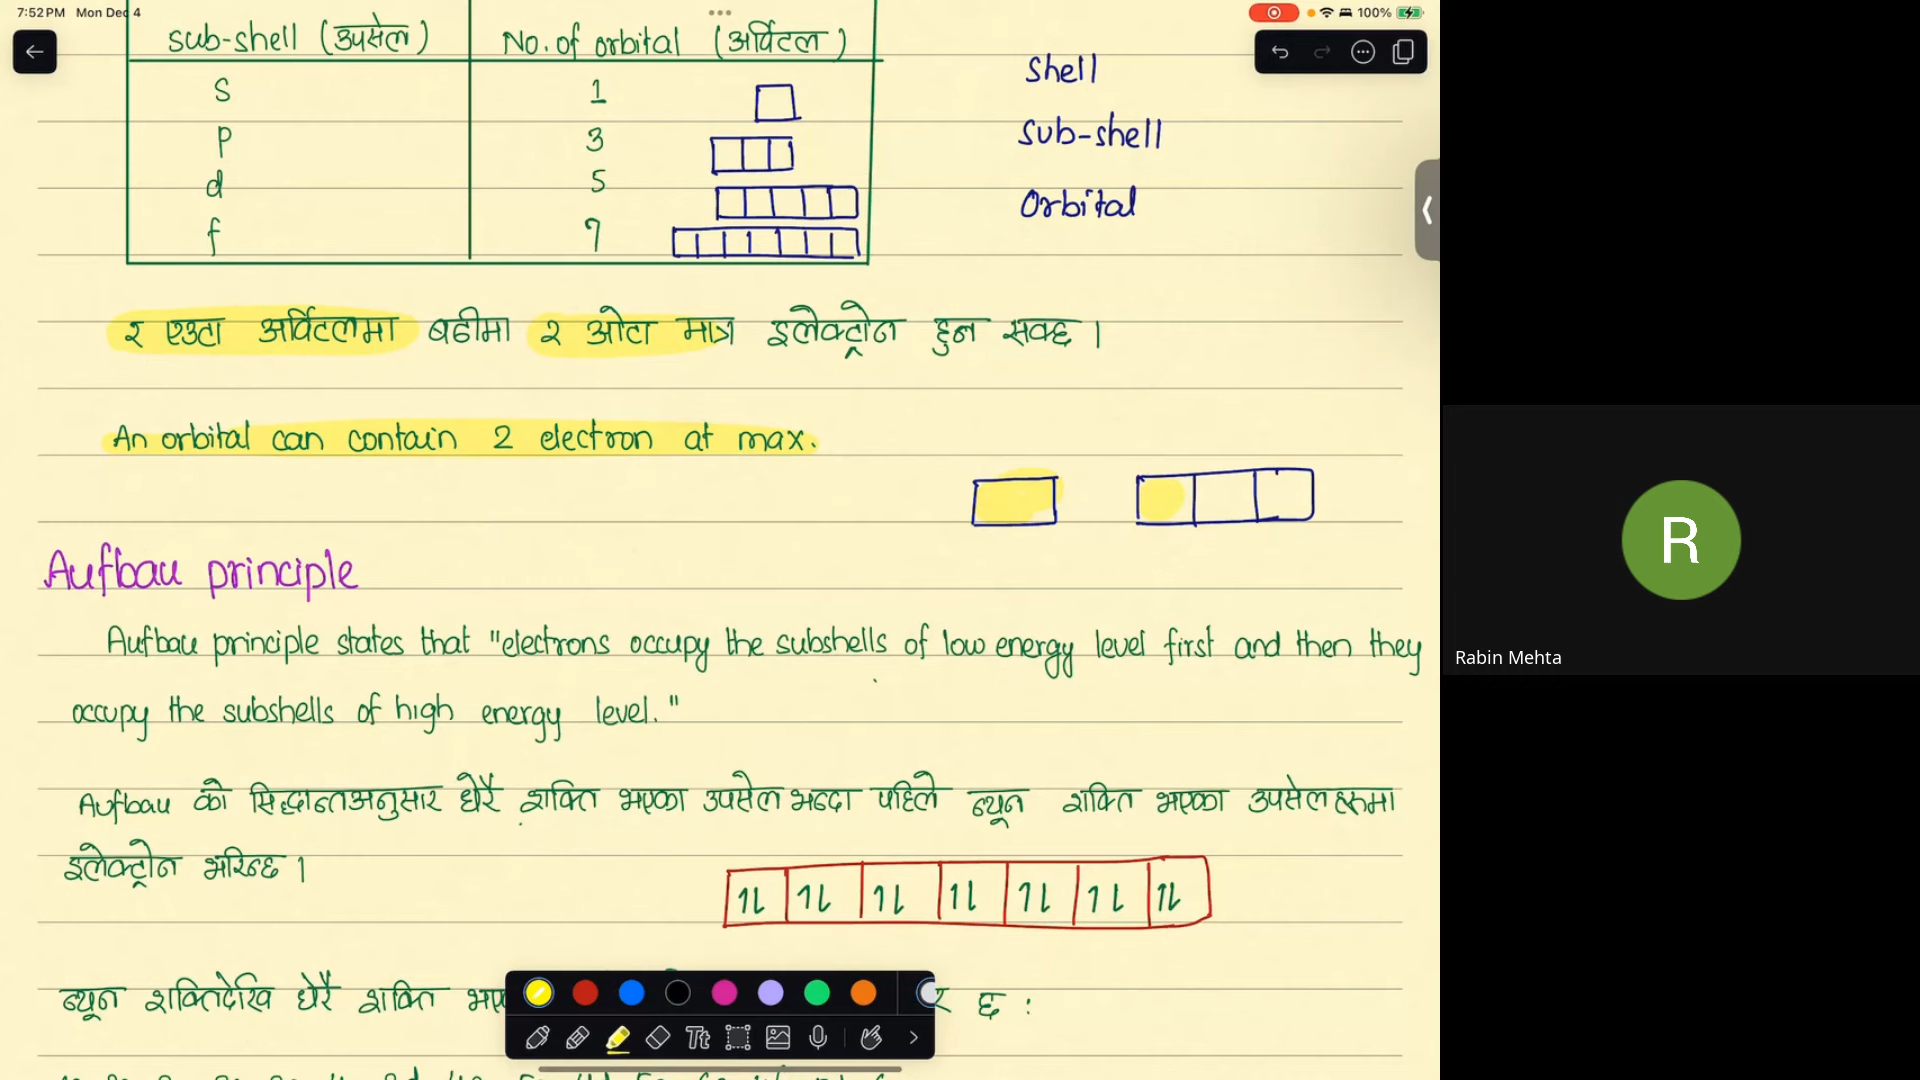 7:52 PM Mon Dec 4
100%
Sub-shell (उपसेल) No. of orbital (अर्विटल)
S 1
P 3
d 5
f 7
Shell
Sub-shell
Orbital
२ एउटा अर्विटलमा बढीमा २ ओटा मात्र इलेक्ट्रोन हुन सक्छ ।
An orbital can contain 2 electron at max.
Aufbau principle
Aufbau principle states that "electrons occupy the subshells of low energy level first and then they
occupy the subshells of high energy level."
Aufbau को सिद्धान्तअनुसार धेरै शक्ति भएका उपसेल भन्दा पहिले न्यून शक्ति भएका उपसेलहरुमा
इलेक्ट्रोन भरिन्छ ।
न्यून शक्तिदेखि धेरै शक्ति छ :
Tt
R
Rabin Mehta